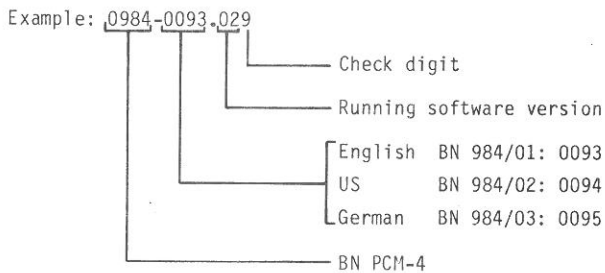 Example: 0984-0093.029
Check digit
Running software version
English BN 984/01: 0093
US BN 984/02: 0094
German BN 984/03: 0095
BN PCM-4